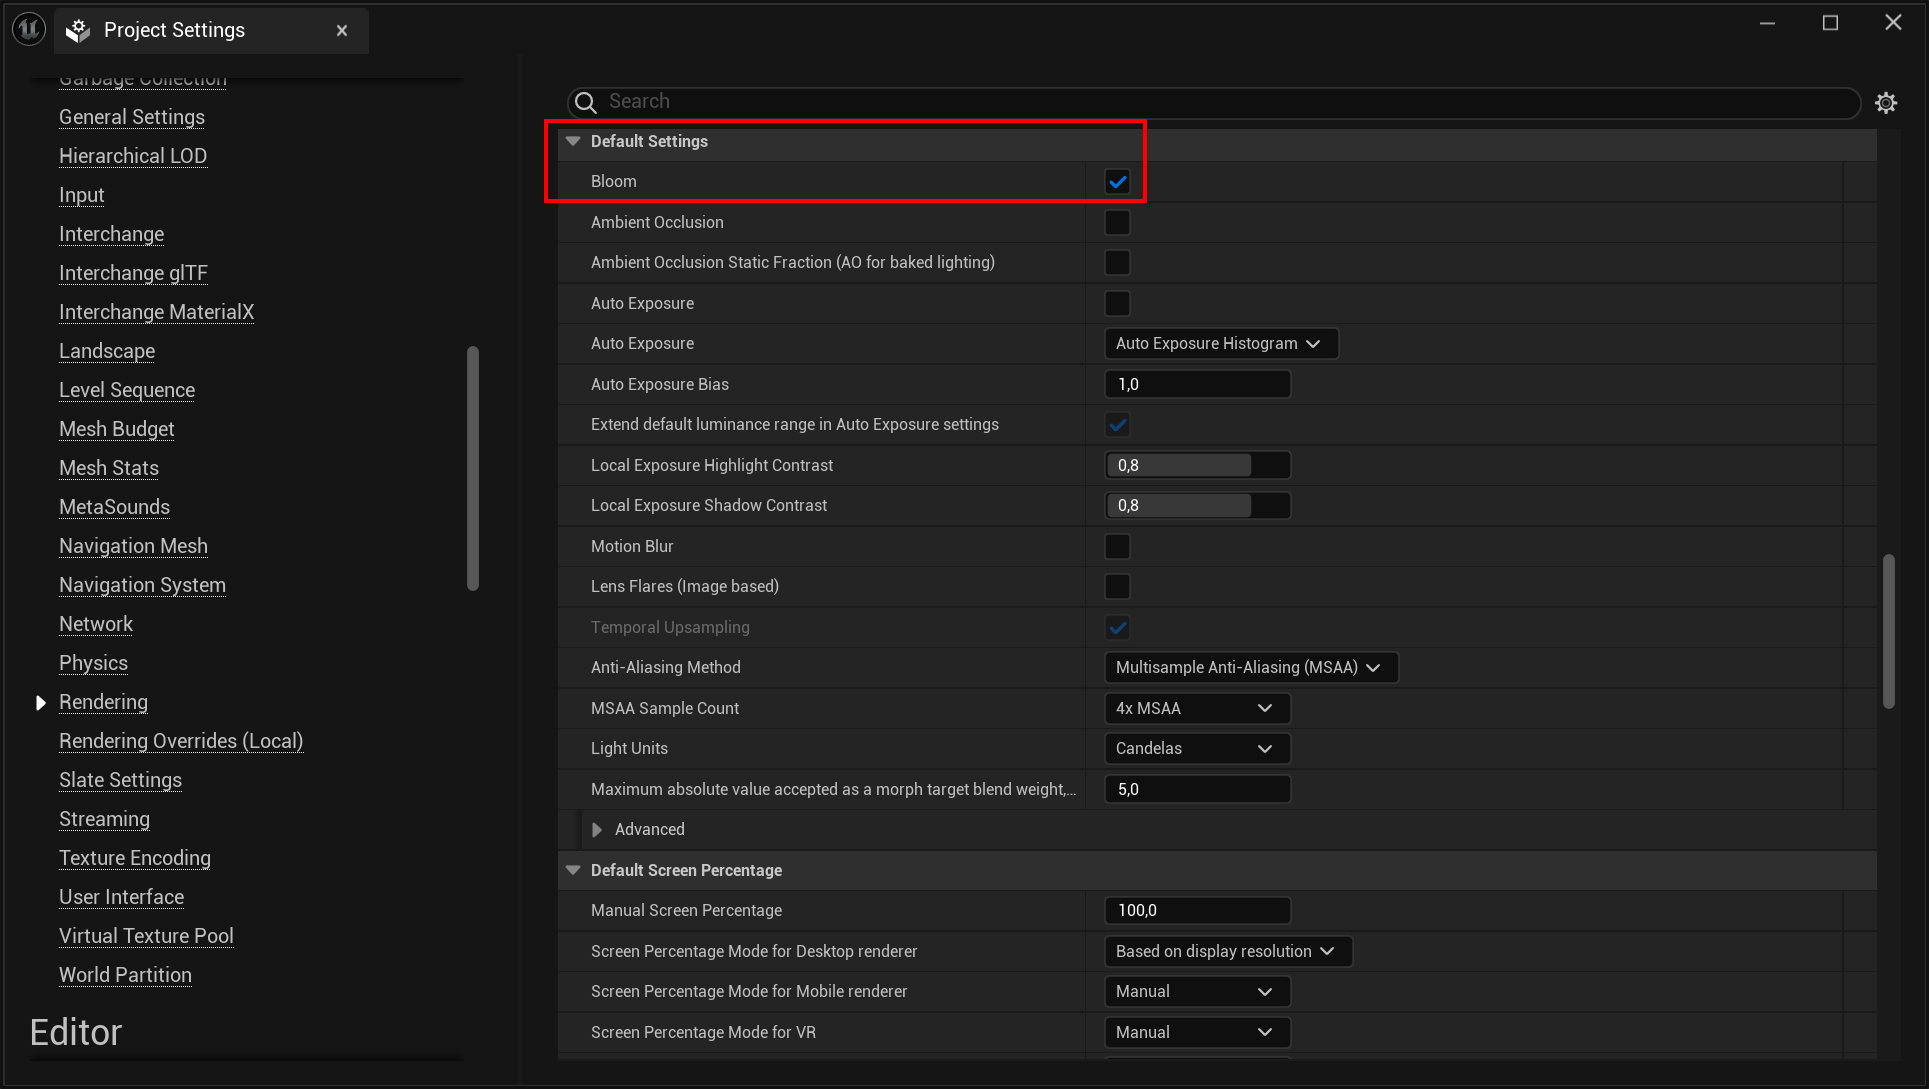 Project Settings
Garbage Collection
General Settings
Hierarchical LOD
Input
Interchange
Interchange glTF
Interchange MaterialX
Landscape
Level Sequence
Mesh Budget
Mesh Stats
MetaSounds
Navigation Mesh
Navigation System
Network
Physics
Rendering
Rendering Overrides (Local)
Slate Settings
Streaming
Texture Encoding
User Interface
Virtual Texture Pool
World Partition
Editor
Search
Default Settings
Bloom
Ambient Occlusion
Ambient Occlusion Static Fraction (AO for baked lighting)
Auto Exposure
Auto Exposure Auto Exposure Histogram
Auto Exposure Bias 1,0
Extend default luminance range in Auto Exposure settings
Local Exposure Highlight Contrast 0,8
Local Exposure Shadow Contrast 0,8
Motion Blur
Lens Flares (Image based)
Temporal Upsampling
Anti-Aliasing Method Multisample Anti-Aliasing (MSAA)
MSAA Sample Count 4x MSAA
Light Units Candelas
Maximum absolute value accepted as a morph target blend weight,... 5,0
Advanced
Default Screen Percentage
Manual Screen Percentage 100,0
Screen Percentage Mode for Desktop renderer Based on display resolution
Screen Percentage Mode for Mobile renderer Manual
Screen Percentage Mode for VR Manual